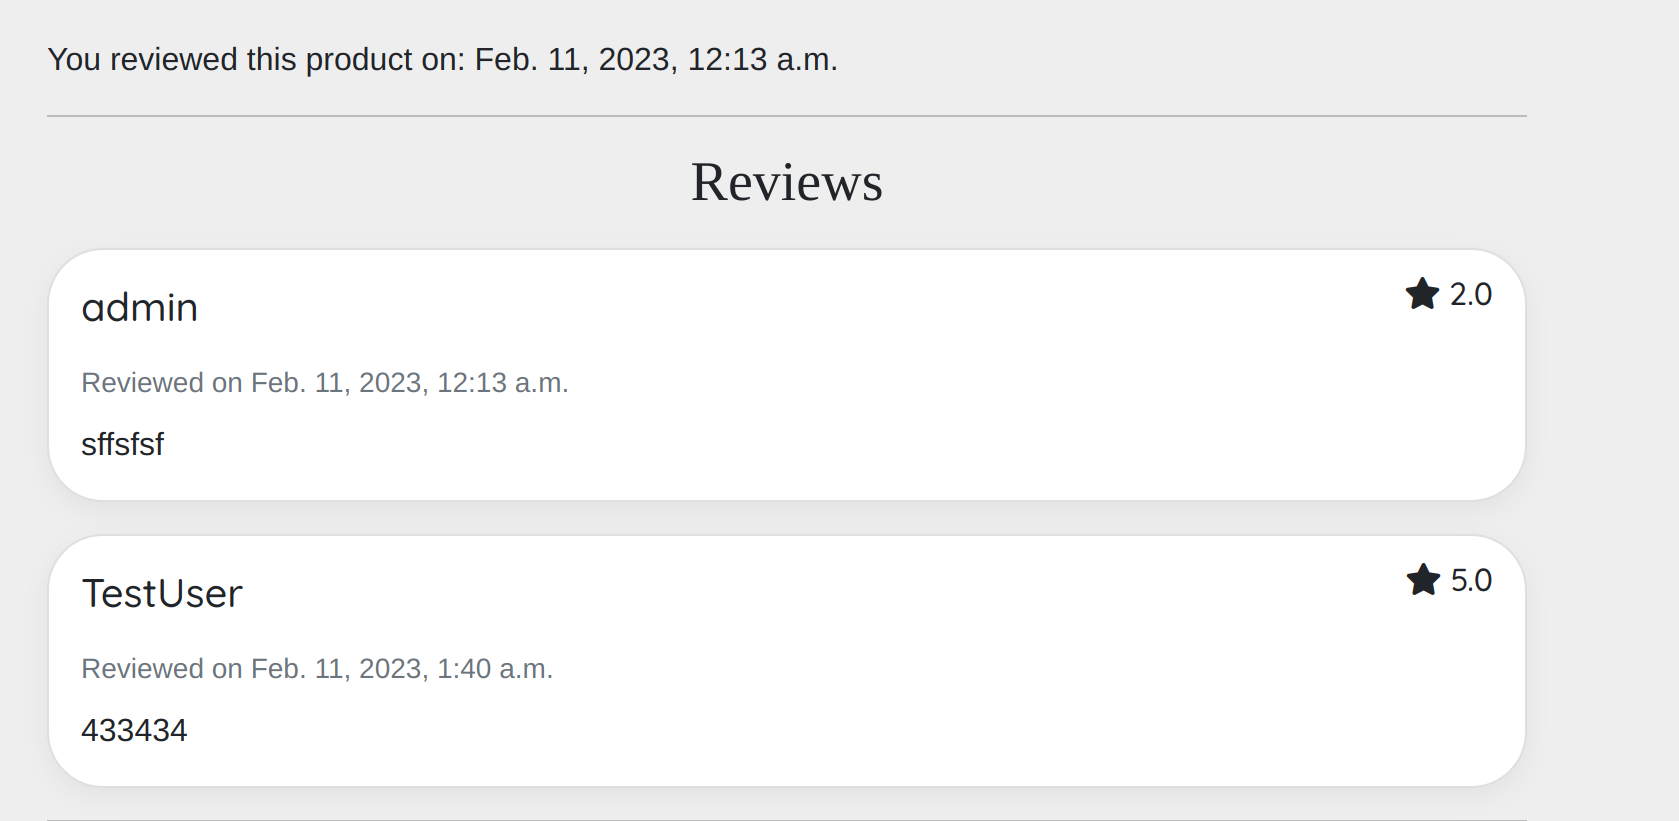 You reviewed this product on: Feb. 11, 2023, 12:13 a.m.
Reviews
admin
2.0
Reviewed on Feb. 11, 2023, 12:13 a.m.
sffsfsf
TestUser
5.0
Reviewed on Feb. 11, 2023, 1:40 a.m.
433434